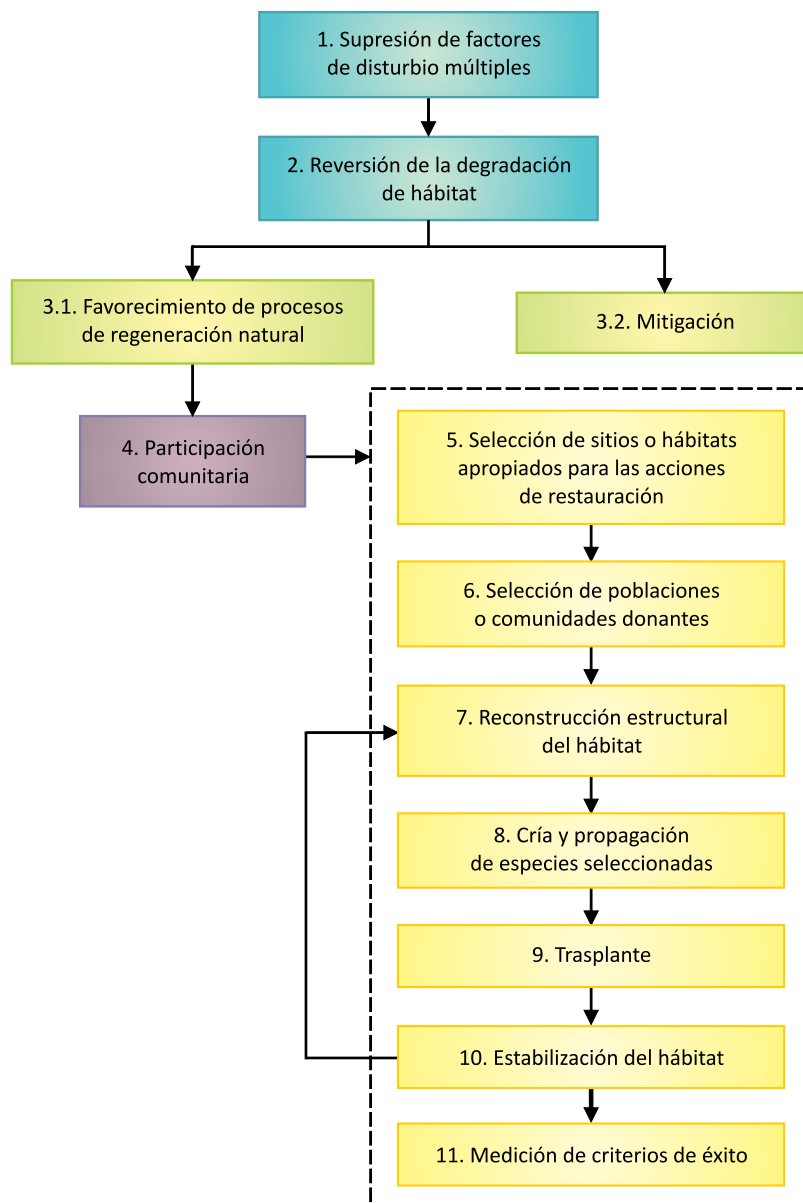 1. Supresión de factores
de disturbio múltiples
2. Reversión de la degradación
de hábitat
3.1. Favorecimiento de procesos
de regeneración natural
3.2. Mitigación
4. Participación
comunitaria
5. Selección de sitios o hábitats
apropiados para las acciones
de restauración
6. Selección de poblaciones
o comunidades donantes
7. Reconstrucción estructural
del hábitat
8. Cría y propagación
de especies seleccionadas
9. Trasplante
10. Estabilización del hábitat
11. Medición de criterios de éxito